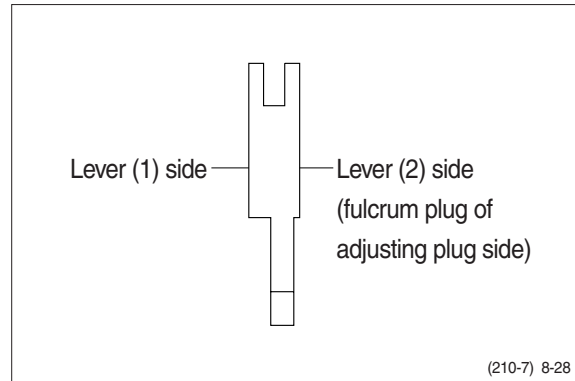 Lever (1) side
Lever (2) side
(fulcrum plug of
adjusting plug side)
(210-7) 8-28